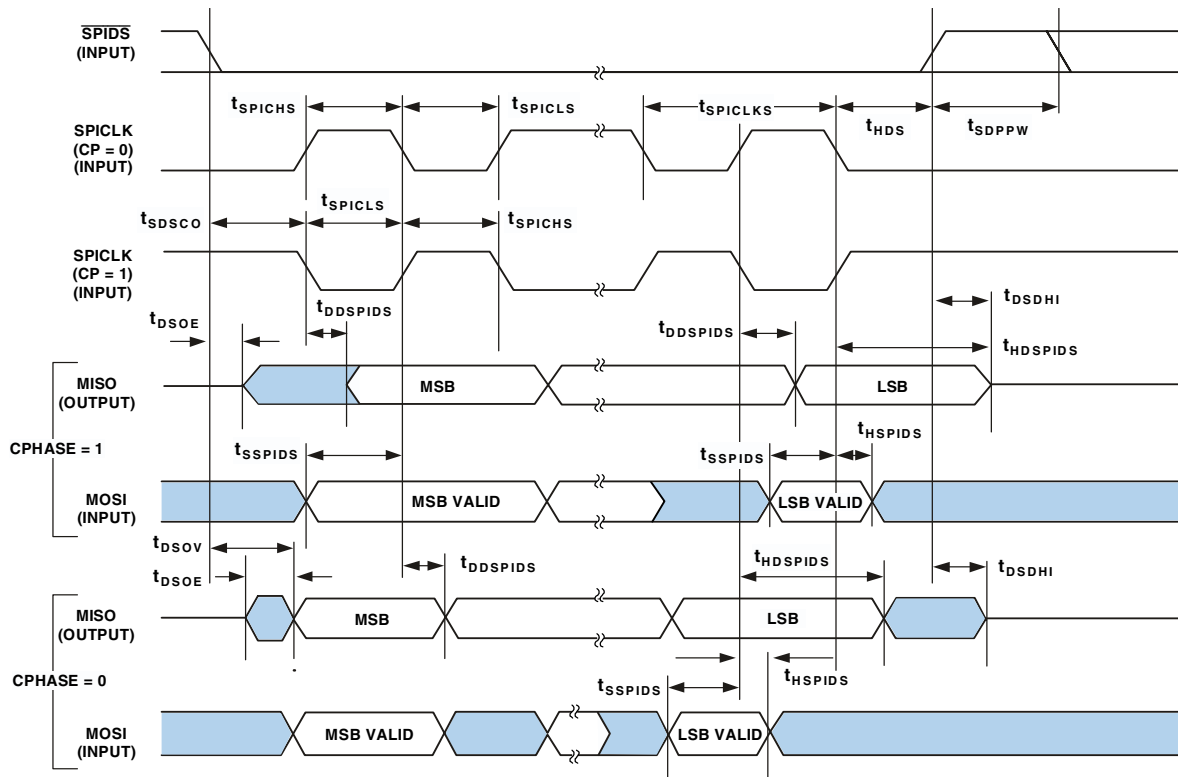 SPIDS
(INPUT)
tSPICHS
tSPICLS
tSPICLKS
tHDS
tSDPPW
SPICLK
(CP = 0)
(INPUT)
tSDSCO
tSPICLS
tSPICHS
SPICLK
(CP = 1)
(INPUT)
tDSOE
tDDSPIDS
tDDSPIDS
tDSDHI
tHDSPIDS
MISO
(OUTPUT)
MSB
LSB
CPHASE = 1
tSSPIDS
tSSPIDS
tHSPIDS
MOSI
(INPUT)
MSB VALID
LSB VALID
tDSOV
tDSOE
tDDSPIDS
tHDSPIDS
tDSDHI
MISO
(OUTPUT)
MSB
LSB
CPHASE = 0
tSSPIDS
tHSPIDS
MOSI
(INPUT)
MSB VALID
LSB VALID